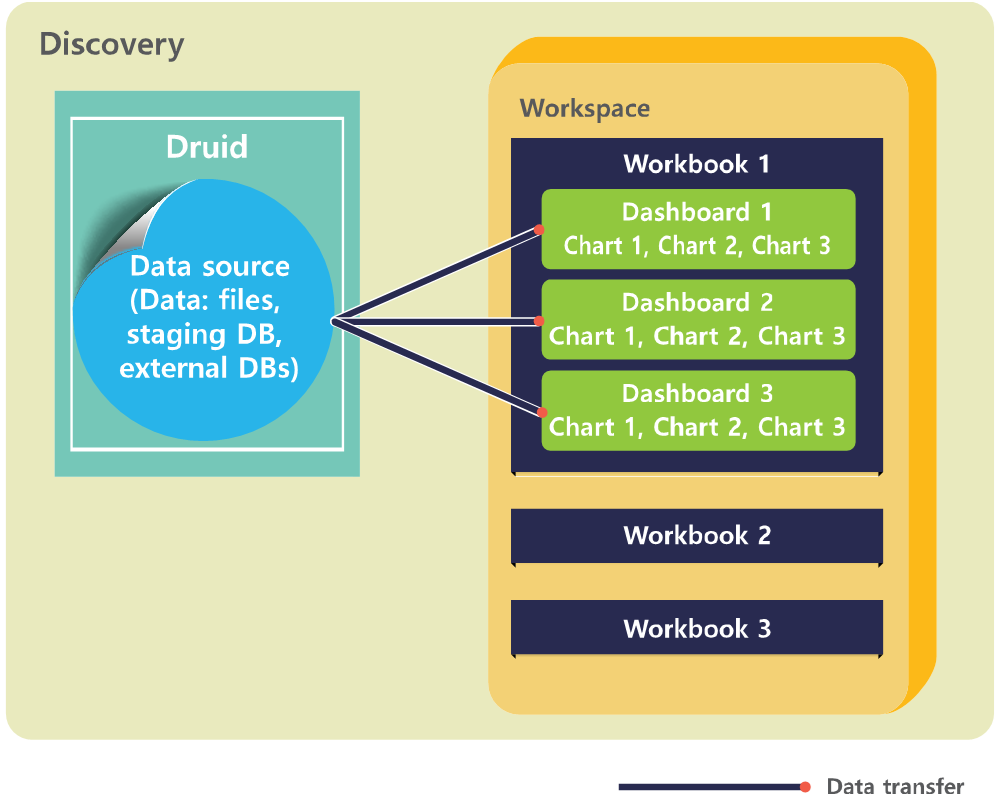 Discovery
Druid
Data source
(Data: files,
staging DB,
external DBs)
Workspace
Workbook 1
Dashboard 1
Chart 1, Chart 2, Chart 3
Dashboard 2
Chart 1, Chart 2, Chart 3
Dashboard 3
Chart 1, Chart 2, Chart 3
Workbook 2
Workbook 3
Data transfer